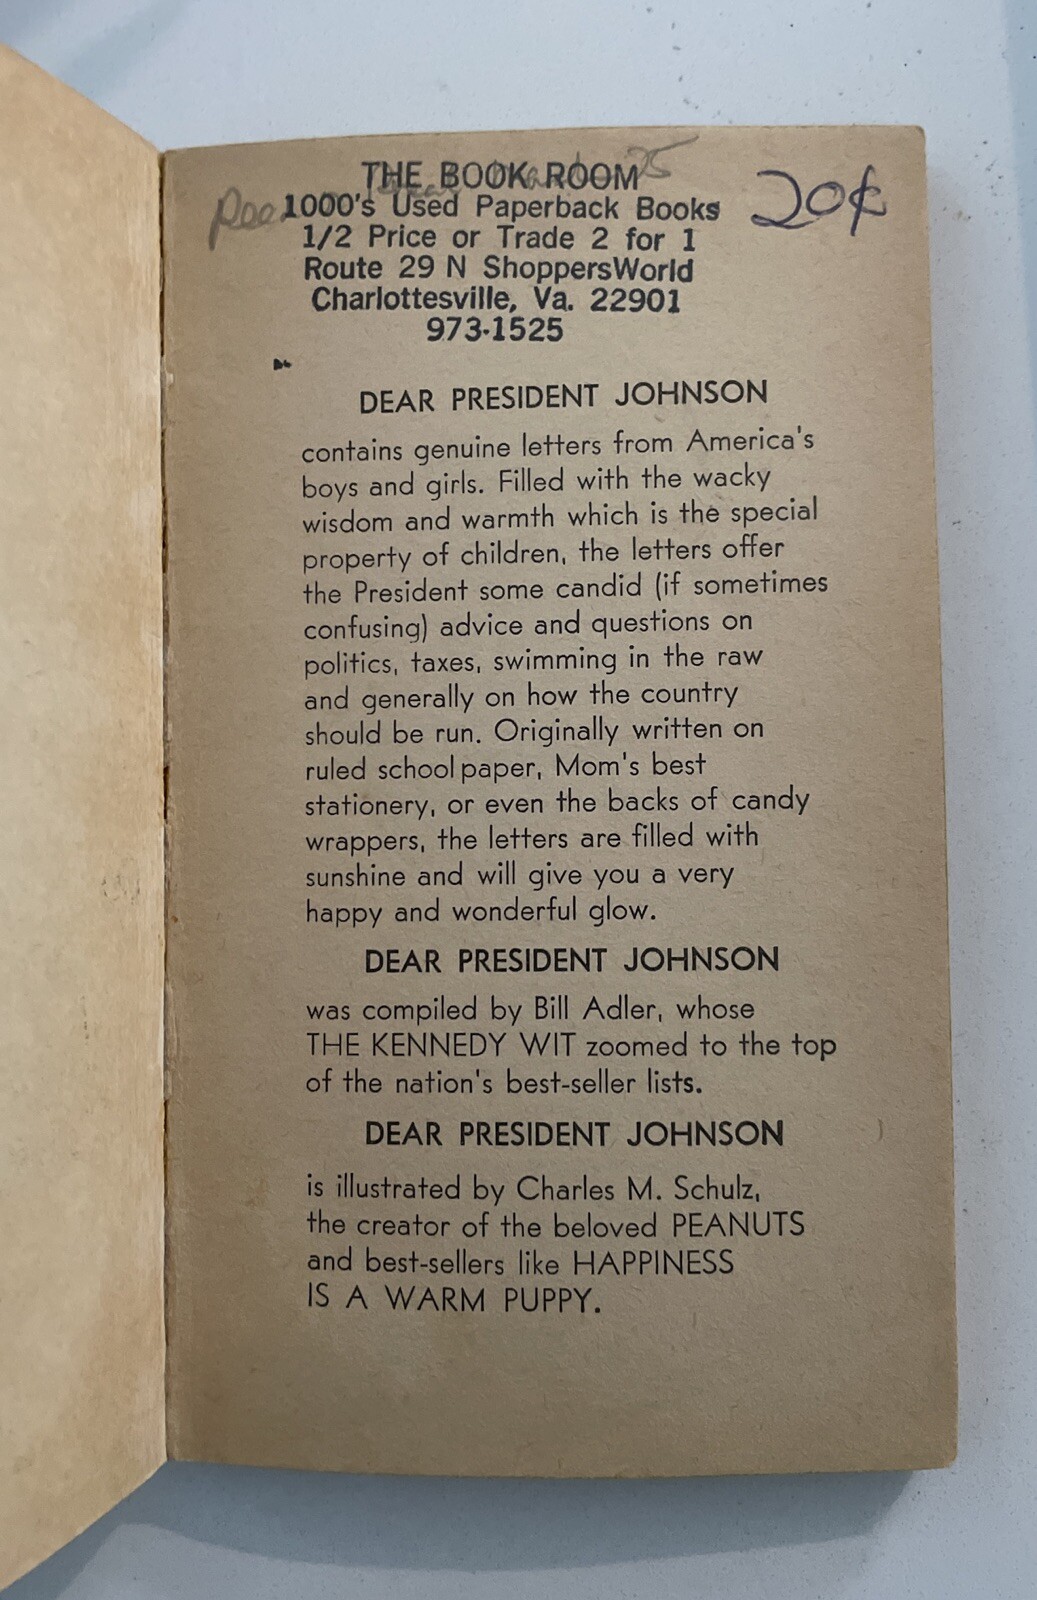 THE BOOK ROOM
1000's Used Paperback Books
20¢
1/2 Price or Trade 2 for 1
Route 29 N ShoppersWorld
Charlottesville, Va. 22901
973-1525
DEAR PRESIDENT JOHNSON
contains genuine letters from America's
boys and girls. Filled with the wacky
wisdom and warmth which is the special
property of children, the letters offer
the President some candid (if sometimes
confusing) advice and questions on
politics, taxes, swimming in the raw
and generally on how the country
should be run. Originally written on
ruled school paper, Mom's best
stationery, or even the backs of candy
wrappers, the letters are filled with
sunshine and will give you a very
happy and wonderful glow.
DEAR PRESIDENT JOHNSON
was compiled by Bill Adler, whose
THE KENNEDY WIT zoomed to the top
of the nation's best-seller lists.
DEAR PRESIDENT JOHNSON
is illustrated by Charles M. Schulz,
the creator of the beloved PEANUTS
and best-sellers like HAPPINESS
IS A WARM PUPPY.